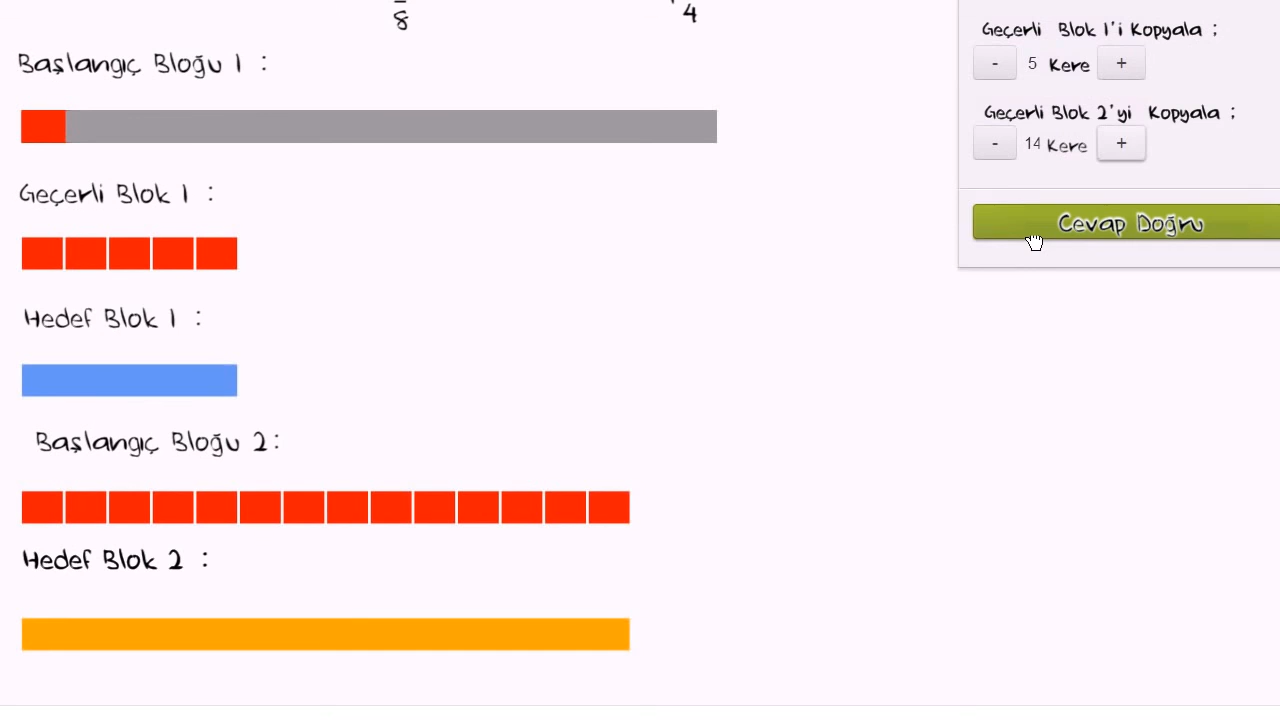 8
4
Başlangıç Bloğu 1 :
Geçerli Blok 1 :
Hedef Blok 1 :
Başlangıç Bloğu 2:
Hedef Blok 2 :
Geçerli Blok 1'i Kopyala :
- 5 Kere +
Geçerli Blok 2'yi Kopyala :
- 14 Kere +
Cevap Doğru